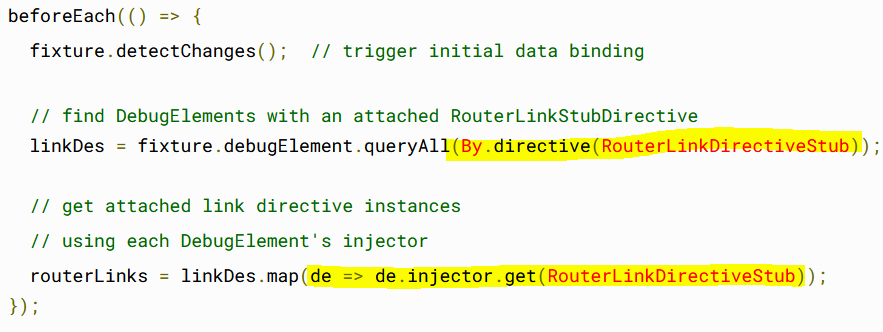 beforeEach(() => {
fixture.detectChanges();  // trigger initial data binding
// find DebugElements with an attached RouterLinkStubDirective
linkDes = fixture.debugElement.queryAll(By.directive(RouterLinkDirectiveStub));
// get attached link directive instances
// using each DebugElement's injector
routerLinks = linkDes.map(de => de.injector.get(RouterLinkDirectiveStub));
});